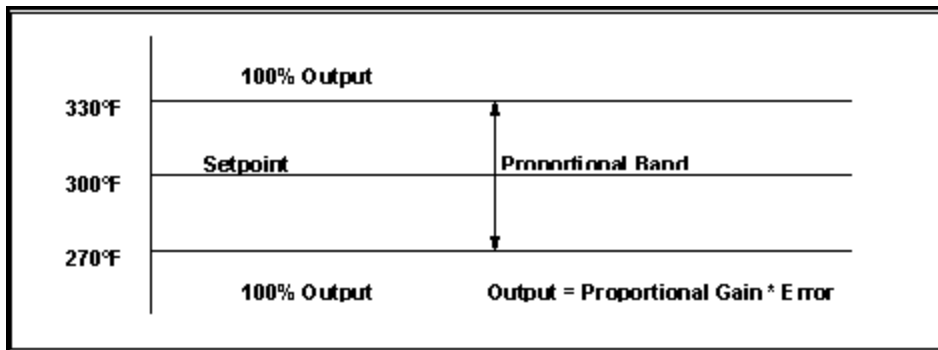 100% Output
330°F
Setpoint
Proportional Band
300°F
270°F
100% Output
Output = Proportional Gain * Error